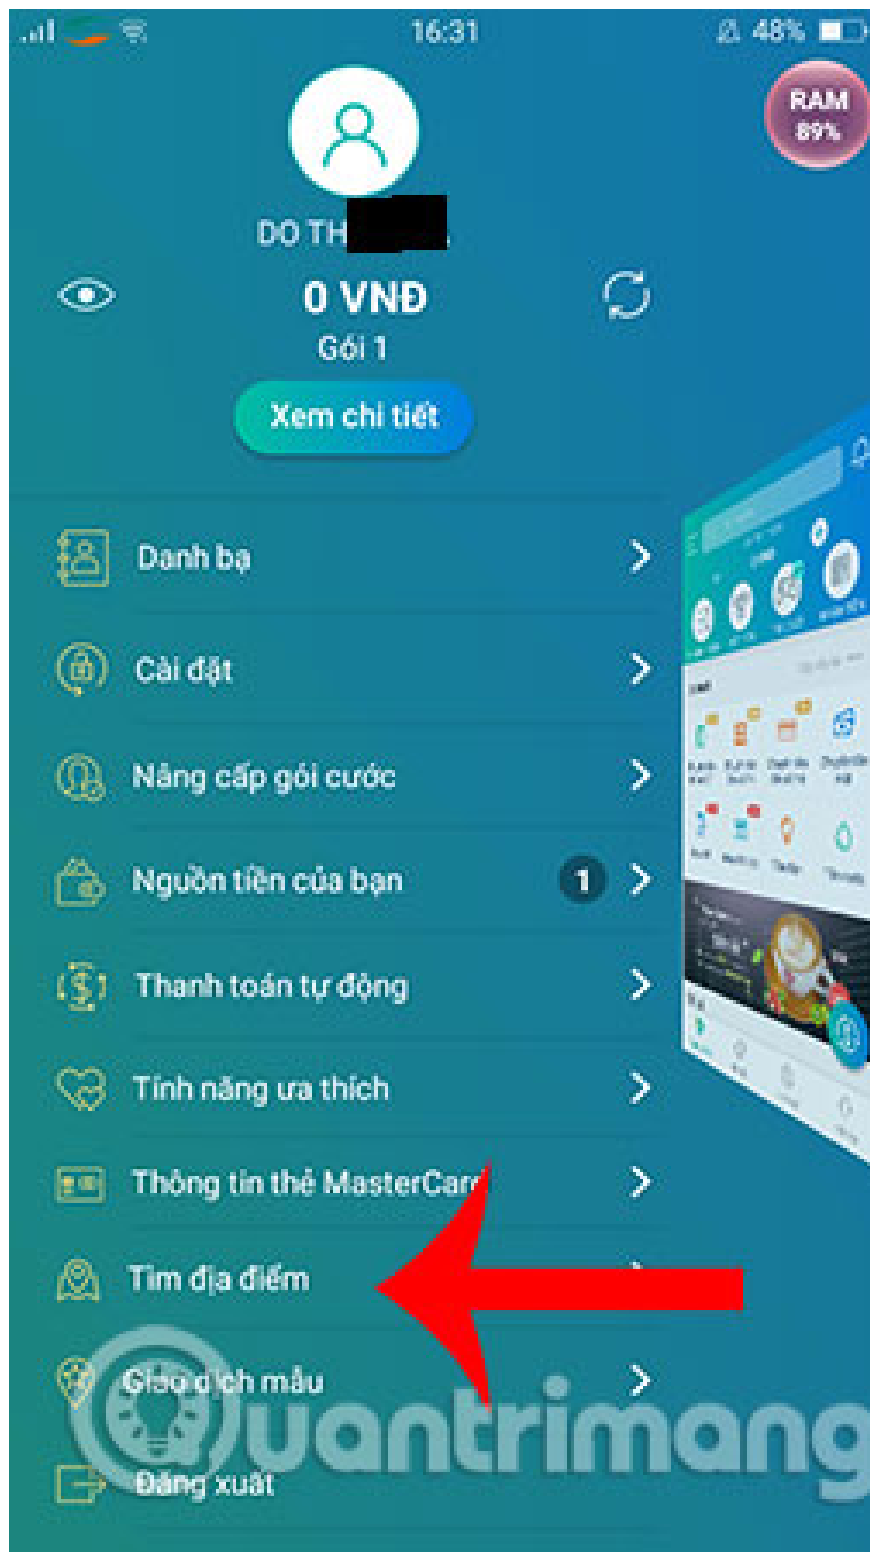 16:31
48%
RAM
89%
DO TH
0 VNĐ
Gói 1
Xem chi tiết
Danh bạ
Cài đặt
Nâng cấp gói cước
Nguồn tiền của bạn
1
Thanh toán tự động
Tính năng ưa thích
Thông tin thẻ MasterCard
Tìm địa điểm
Giao dịch mẫu
Đăng xuất
Quantrimang